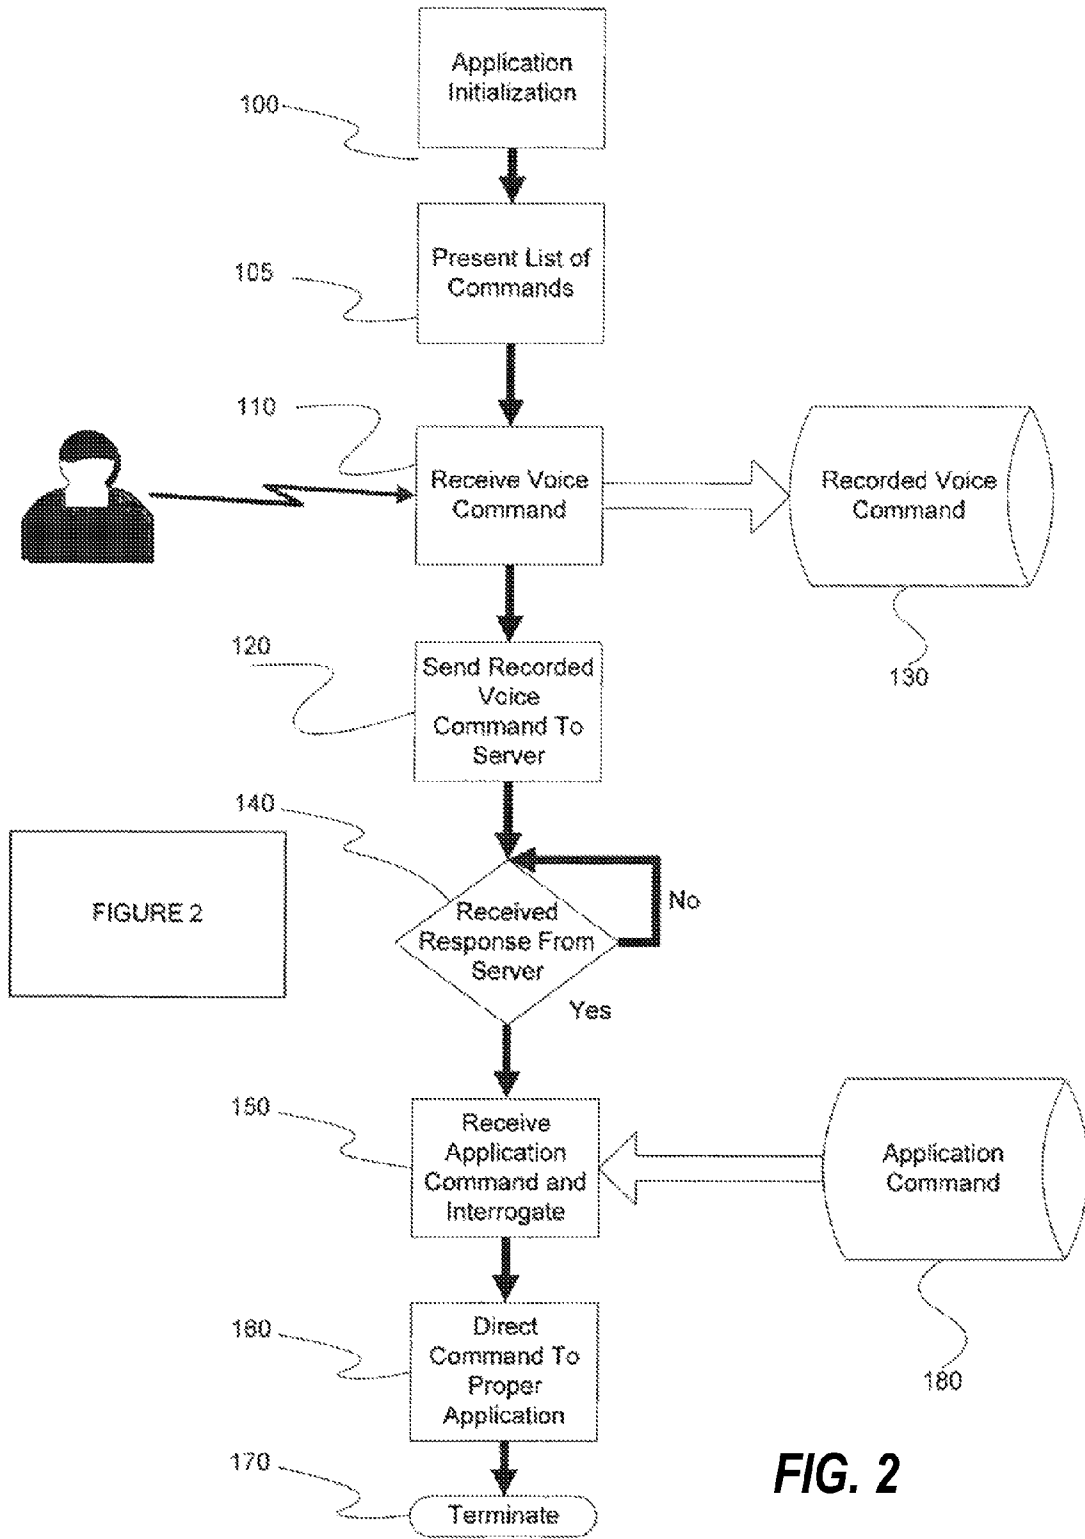 Application
Initialization
100
Present List of
Commands
105
110
Receive Voice
Command
Recorded Voice
Command
130
120
Send Recorded
Voice
Command To
Server
140
FIGURE 2
Received
Response From
Server
No
Yes
150
Receive
Application
Command and
Interrogate
Application
Command
180
160
Direct
Command To
Proper
Application
170
Terminate
FIG. 2